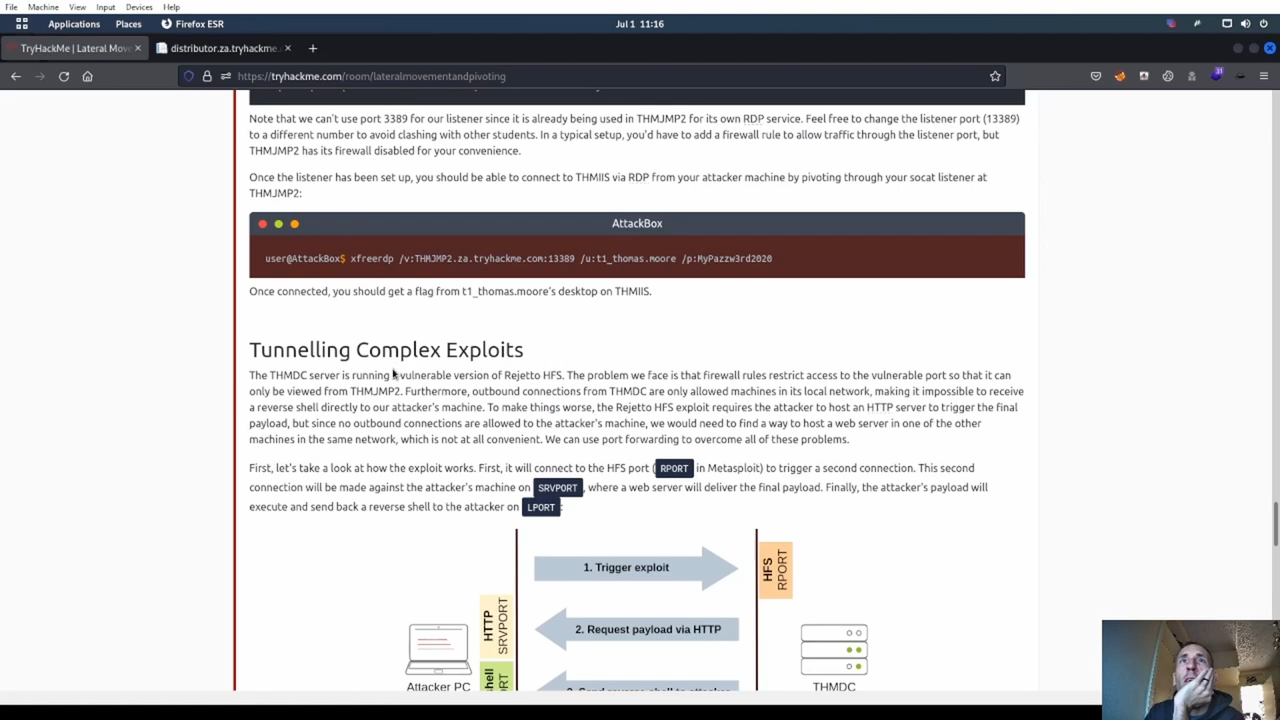 File Machine View Input Devices Help
Applications Places Firefox ESR Jul 1 11:16
TryHackMe | Lateral Mov distributor.za.tryhackme.
https://tryhackme.com/room/lateralmovementandpivoting
Note that we can't use port 3389 for our listener since it is already being used in THMJMP2 for its own RDP service. Feel free to change the listener port (13389)
to a different number to avoid clashing with other students. In a typical setup, you'd have to add a firewall rule to allow traffic through the listener port, but
THMJMP2 has its firewall disabled for your convenience.
Once the listener has been set up, you should be able to connect to THMIIS via RDP from your attacker machine by pivoting through your socat listener at
THMJMP2:
AttackBox
user@AttackBox$ xfreerdp /v:THMJMP2.za.tryhackme.com:13389 /u:t1_thomas.moore /p:MyPazzw3rd2020
Once connected, you should get a flag from t1_thomas.moore's desktop on THMIIS.
Tunnelling Complex Exploits
The THMDC server is running a vulnerable version of Rejetto HFS. The problem we face is that firewall rules restrict access to the vulnerable port so that it can
only be viewed from THMJMP2. Furthermore, outbound connections from THMDC are only allowed machines in its local network, making it impossible to receive
a reverse shell directly to our attacker's machine. To make things worse, the Rejetto HFS exploit requires the attacker to host an HTTP server to trigger the final
payload, but since no outbound connections are allowed to the attacker's machine, we would need to find a way to host a web server in one of the other
machines in the same network, which is not at all convenient. We can use port forwarding to overcome all of these problems.
First, let's take a look at how the exploit works. First, it will connect to the HFS port ( RPORT in Metasploit) to trigger a second connection. This second
connection will be made against the attacker's machine on SRVPORT , where a web server will deliver the final payload. Finally, the attacker's payload will
execute and send back a reverse shell to the attacker on LPORT :
1. Trigger exploit
HFS
RPORT
HTTP
SRVPORT
2. Request payload via HTTP
Attacker PC
THMDC